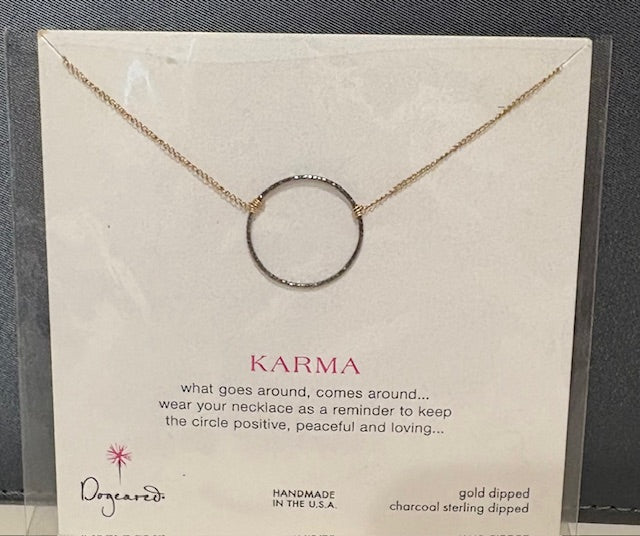 KARMA
what goes around, comes around...
wear your necklace as a reminder to keep
the circle positive, peaceful and loving...
Dogeared.
HANDMADE
IN THE U.S.A.
gold dipped
charcoal sterling dipped